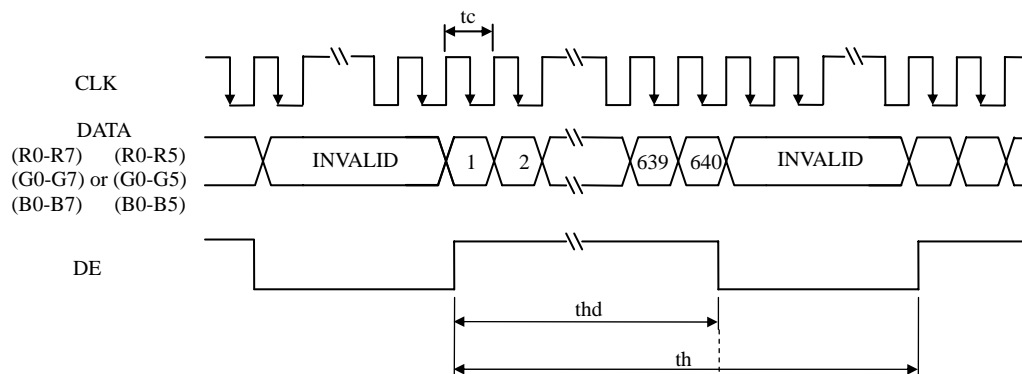 tc
CLK
DATA
(R0-R7) (R0-R5)
(G0-G7) or (G0-G5)
(B0-B7) (B0-B5)
INVALID 1 2 639 640 INVALID
DE
thd
th